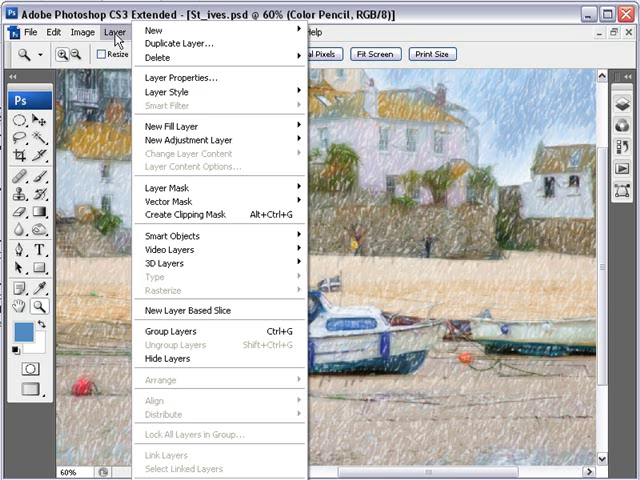 Adobe Photoshop CS3 Extended - [St_ives.psd @ 60% (Color Pencil, RGB/8)]
File Edit Image Layer
Resize
Pixels Fit Screen Print Size
Ps
New
Duplicate Layer...
Delete
Layer Properties...
Layer Style
Smart Filter
New Fill Layer
New Adjustment Layer
Change Layer Content
Layer Content Options...
Layer Mask
Vector Mask
Create Clipping Mask Alt+Ctrl+G
Smart Objects
Video Layers
3D Layers
Type
Rasterize
New Layer Based Slice
Group Layers Ctrl+G
Ungroup Layers Shift+Ctrl+G
Hide Layers
Arrange
Align
Distribute
Lock All Layers in Group...
Link Layers
Select Linked Layers
60%